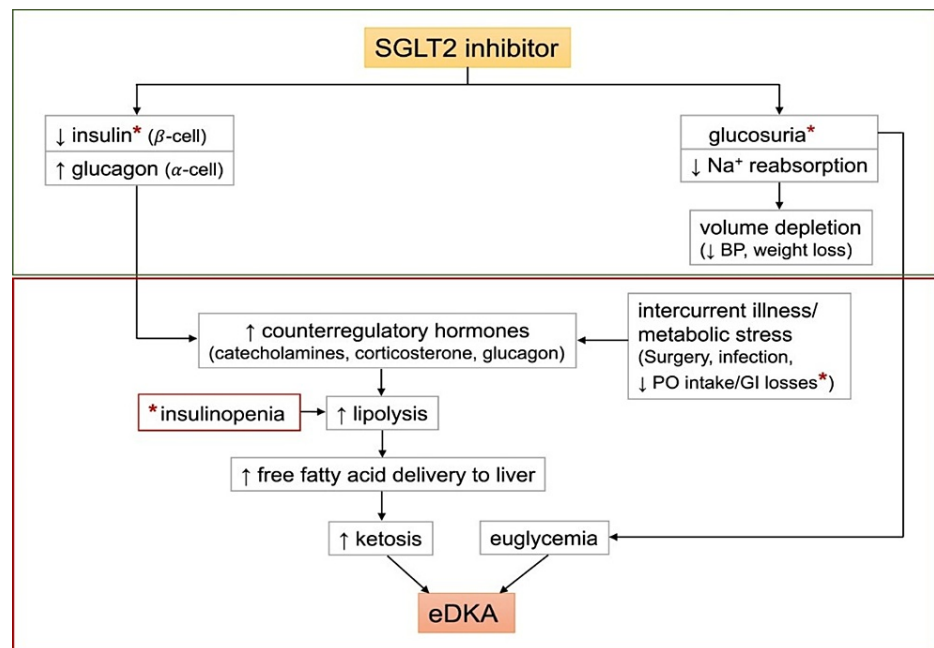 SGLT2 inhibitor
↓ insulin* (β-cell)
↑ glucagon (α-cell)
glucosuria*
↓ Na⁺ reabsorption
volume depletion
(↓ BP, weight loss)
↑ counterregulatory hormones
(catecholamines, corticosterone, glucagon)
intercurrent illness/
metabolic stress
(Surgery, infection,
↓ PO intake/GI losses*)
*insulinopenia
↑ lipolysis
↑ free fatty acid delivery to liver
↑ ketosis
euglycemia
eDKA